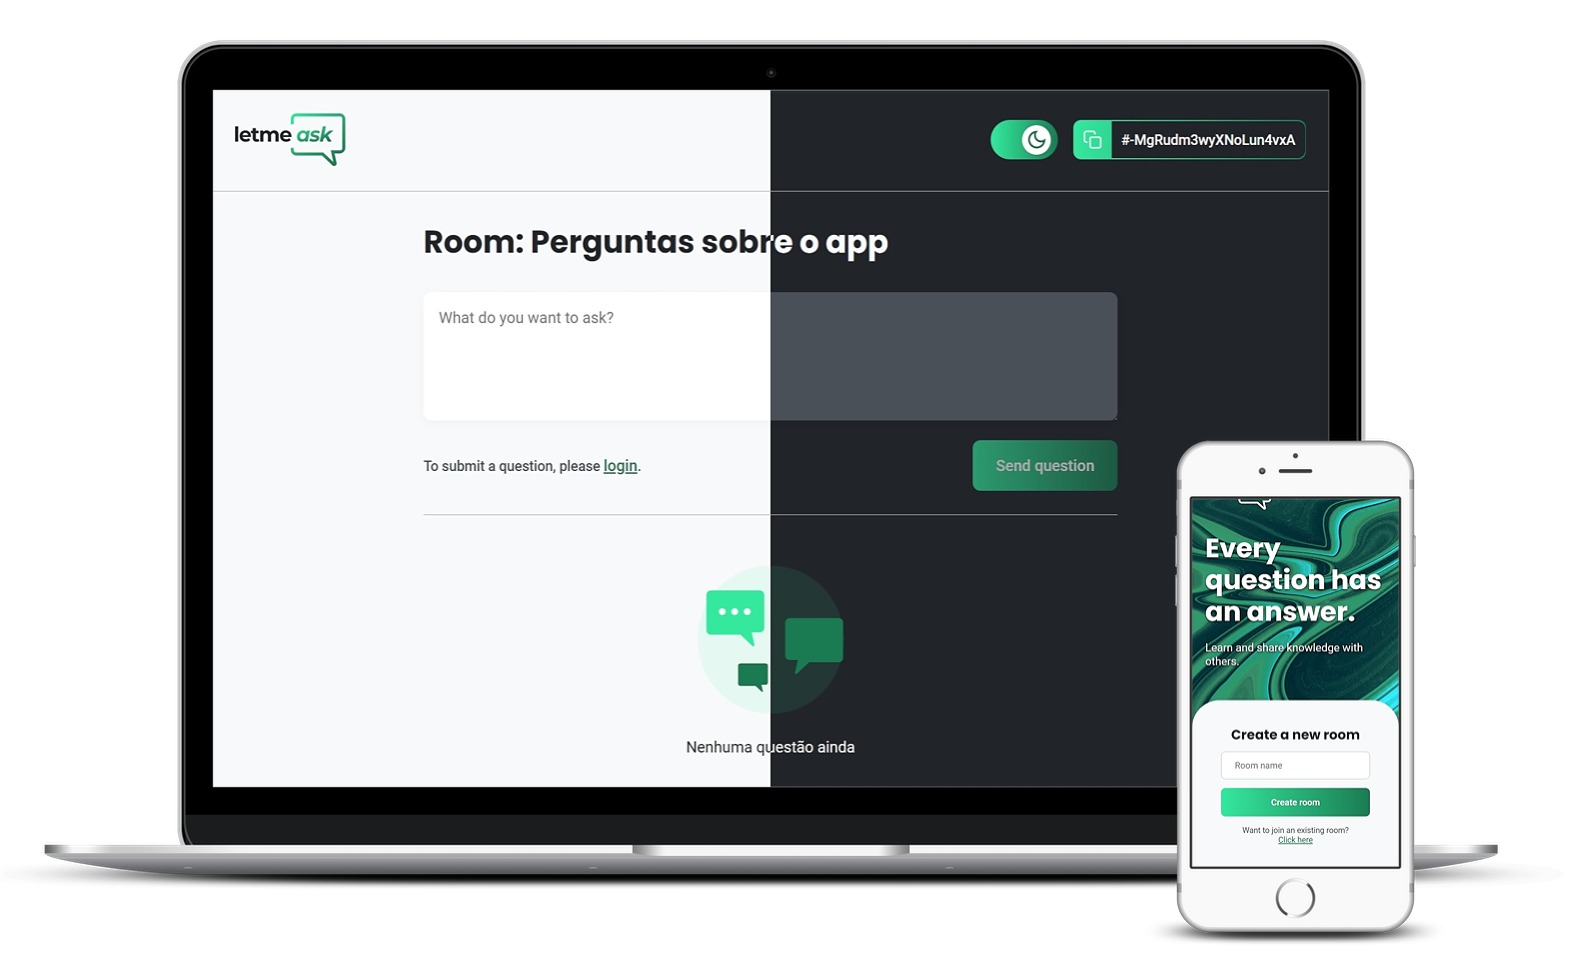 letme ask
#-MgRudm3wyXNoLun4vxA
Room: Perguntas sobre o app
What do you want to ask?
To submit a question, please login.
Send question
Nenhuma questão ainda
Every
question has
an answer.
Learn and share knowledge with
others.
Create a new room
Room name
Create room
Want to join an existing room?
Click here